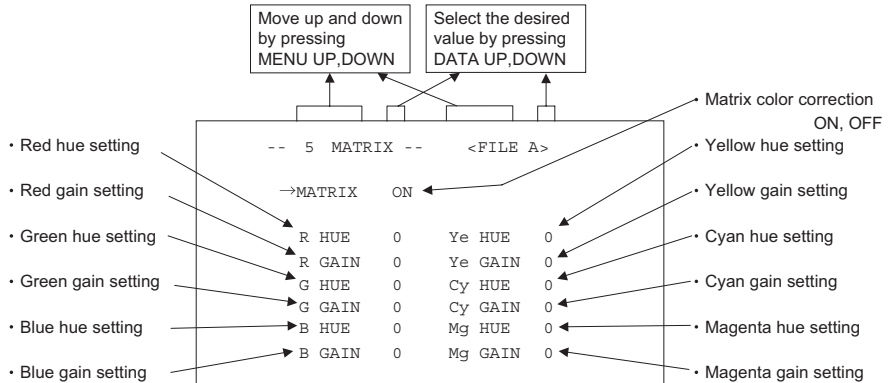 Move up and down
by pressing
MENU UP,DOWN
Select the desired
value by pressing
DATA UP,DOWN
・Matrix color correction
ON, OFF
・Red hue setting
・Red gain setting
・Green hue setting
・Green gain setting
・Blue hue setting
・Blue gain setting
-- 5 MATRIX -- <FILE A>
→MATRIX ON
R HUE 0 Ye HUE 0
R GAIN 0 Ye GAIN 0
G HUE 0 Cy HUE 0
G GAIN 0 Cy GAIN 0
B HUE 0 Mg HUE 0
B GAIN 0 Mg GAIN 0
・Yellow hue setting
・Yellow gain setting
・Cyan hue setting
・Cyan gain setting
・Magenta hue setting
・Magenta gain setting